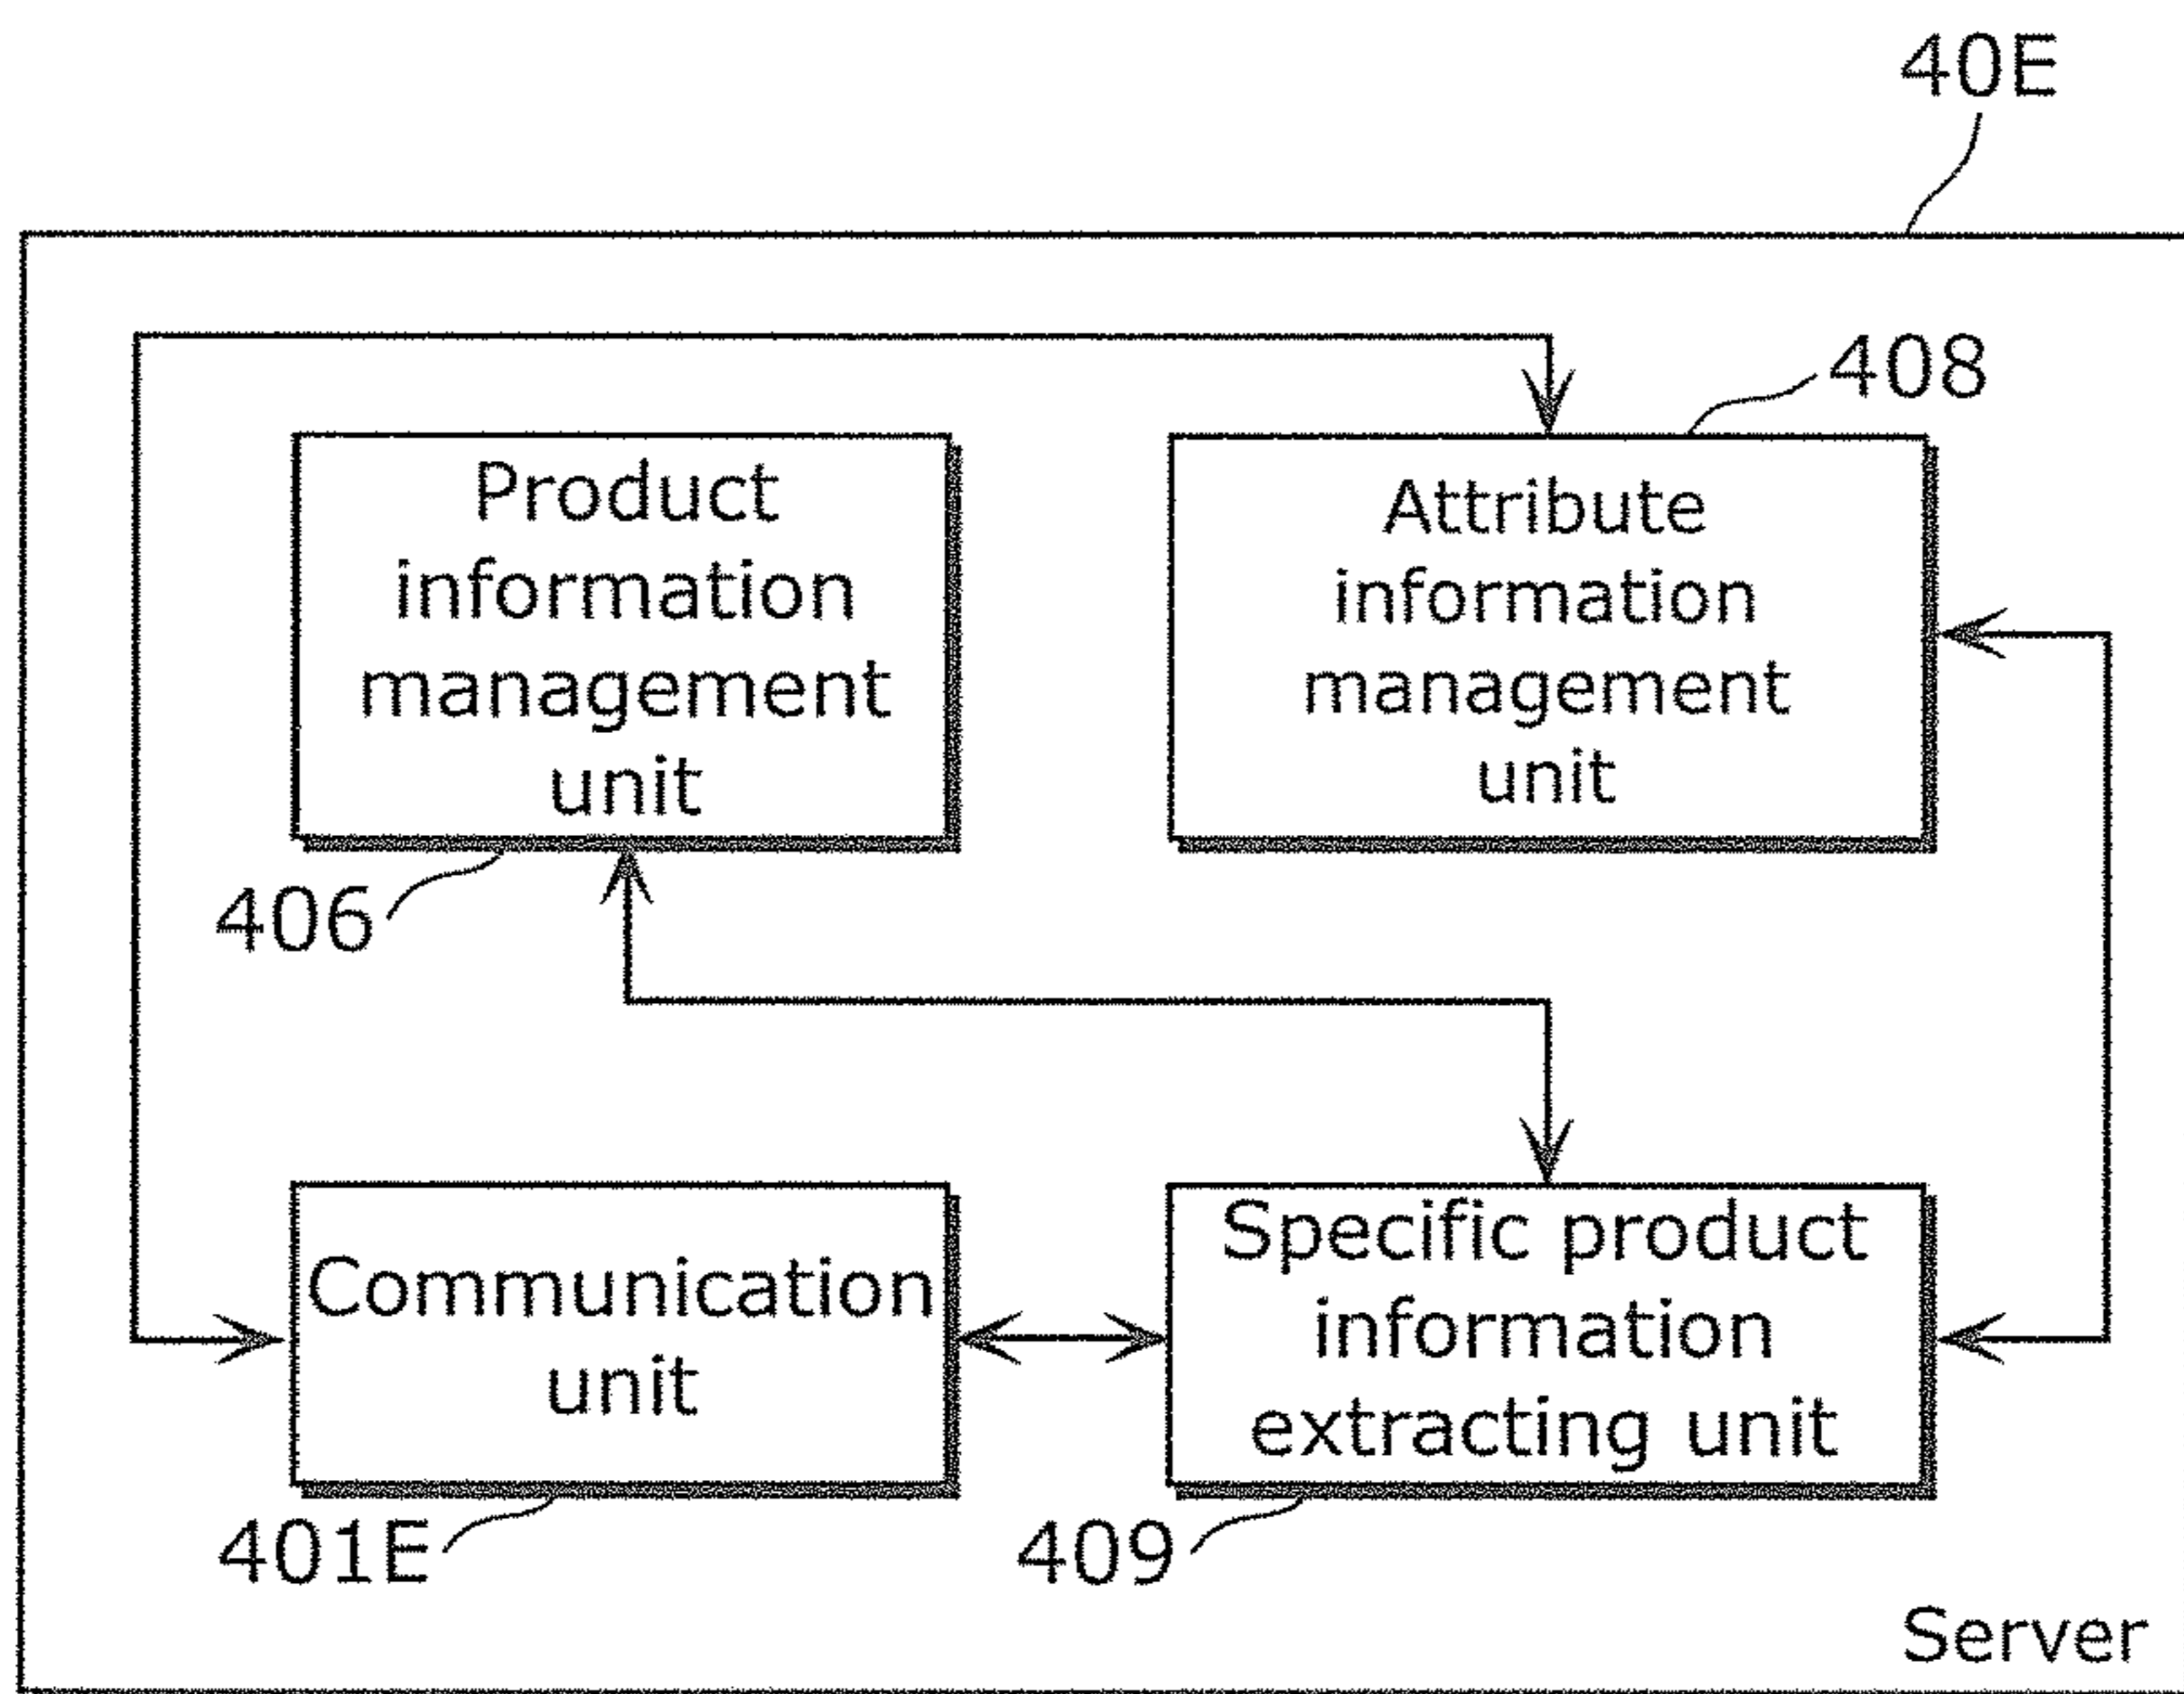 40E
408
Product
information
management
unit
Attribute
information
management
unit
406
Communication
unit
Specific product
information
extracting unit
401E
409
Server